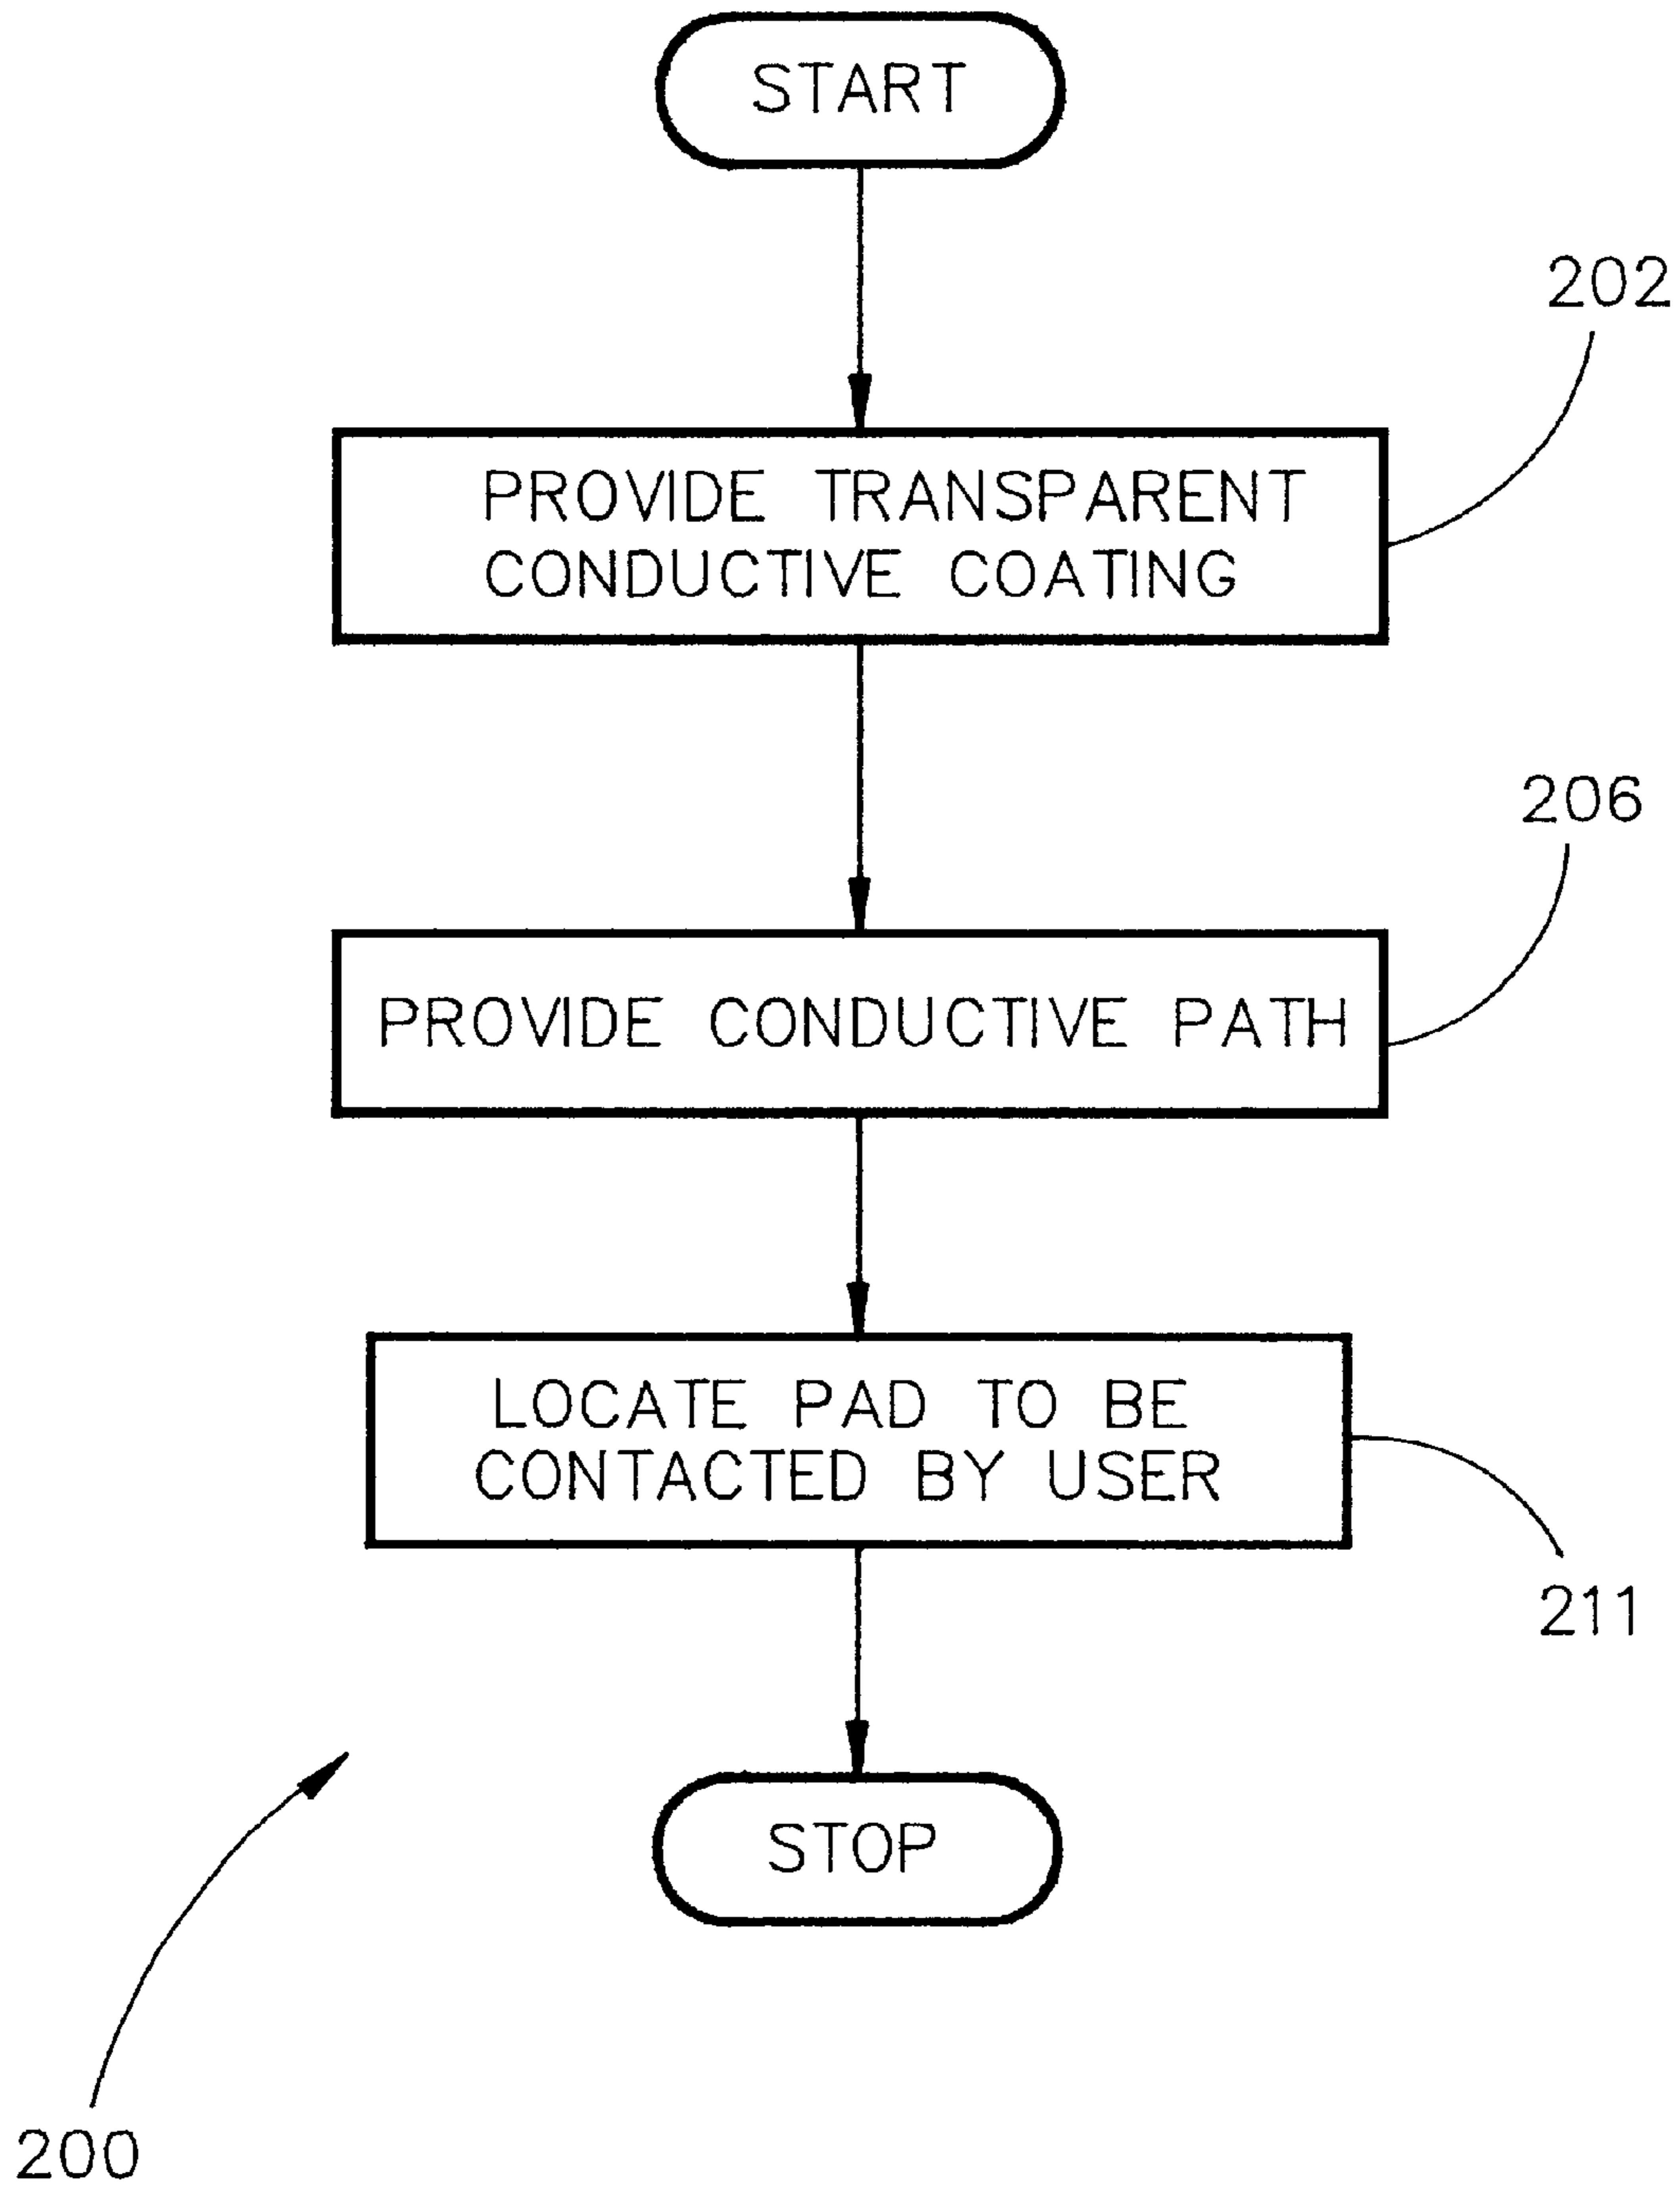 START
202
PROVIDE TRANSPARENT
CONDUCTIVE COATING
206
PROVIDE CONDUCTIVE PATH
LOCATE PAD TO BE
CONTACTED BY USER
211
STOP
200